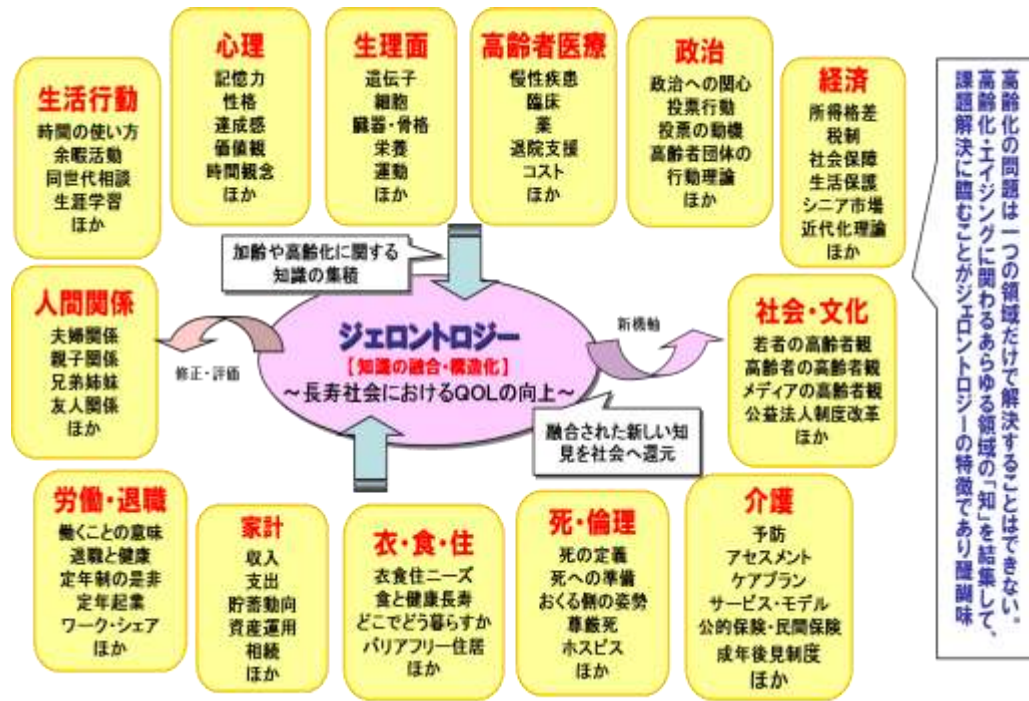 生活行動
時間の使い方
余暇活動
同世代相談
生涯学習
ほか
心理
記憶力
性格
達成感
価値観
時間観念
ほか
生理面
遺伝子
細胞
臓器・骨格
栄養
運動
ほか
高齢者医療
慢性疾患
臨床
薬
退院支援
コスト
ほか
政治
政治への関心
投票行動
投票の動機
高齢者団体の
行動理論
ほか
経済
所得格差
税制
社会保障
生活保護
シニア市場
近代化理論
ほか
高齢化の問題は一つの領域だけで解決することはできない。
高齢化・エイジングに関わるあらゆる領域の「知」を結集して、
課題解決に臨むことがジェロントロジーの特徴であり醍醐味
加齢や高齢化に関する
知識の集積
人間関係
夫婦関係
親子関係
兄弟姉妹
友人関係
ほか
修正・評価
ジェロントロジー
【知識の融合・構造化】
～長寿社会におけるQOLの向上～
新機軸
社会・文化
若者の高齢者観
高齢者の高齢者観
メディアの高齢者観
公益法人制度改革
ほか
融合された新しい知
見を社会へ還元
労働・退職
働くことの意味
退職と健康
定年制の是非
定年起業
ワーク・シェア
ほか
家計
収入
支出
貯蓄動向
資産運用
相続
ほか
衣・食・住
衣食住ニーズ
食と健康長寿
どこでどう暮らすか
バリアフリー住居
ほか
死・倫理
死の定義
死への準備
おくる側の姿勢
尊厳死
ホスピス
ほか
介護
予防
アセスメント
ケアプラン
サービス・モデル
公的保険・民間保険
成年後見制度
ほか